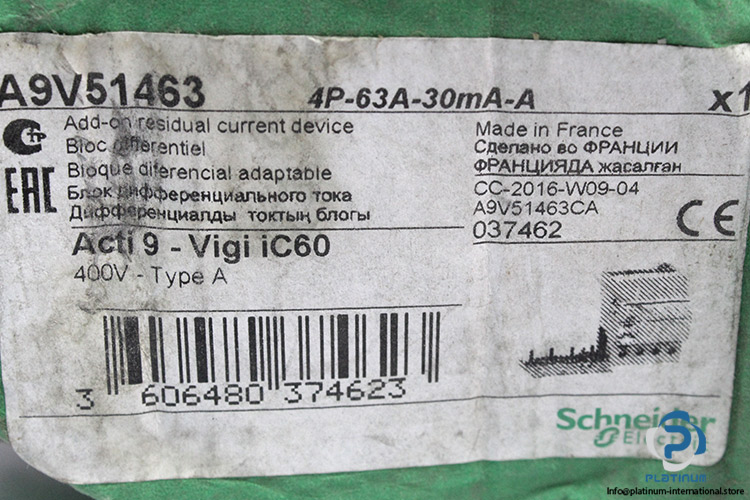 A9V51463
4P-63A-30mA-A
x1
Add-on residual current device
Bloc différentiel
Bloque diferencial adaptable
Блок дифференциального тока
Дифференциалды токтың блогы
EAC
Made in France
Сделано во ФРАНЦИИ
ФРАНЦИЯДА жасалған
CC-2016-W09-04
A9V51463CA
037462
CE
Acti 9 - Vigi iC60
400V - Type A
3 606480 374623
Schneider
Electric
PLATINUM
Info@platinum-international.store